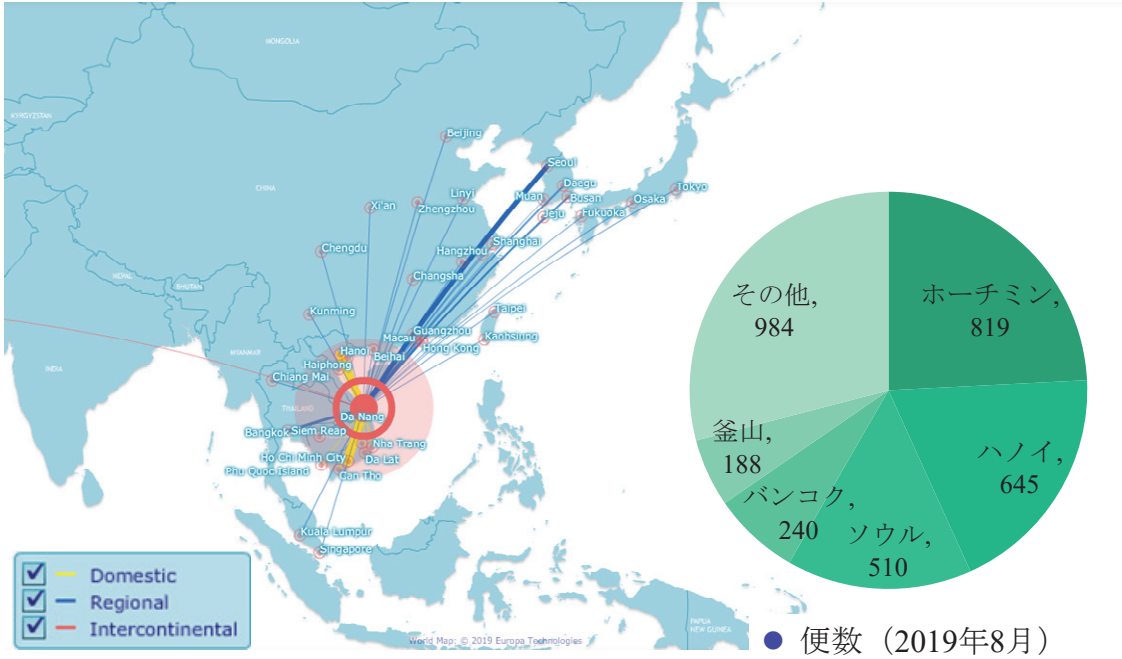 MONGOLIA
KYRGYZSTAN
Beijing
Seoul
CHINA
Linyi
Daegu
Tokyo
Xi'an
Zhengzhou
Muan
Busan
Osaka
Jeju
Fukuoka
Chengdu
Hangzhou
Shanghai
NEPAL
BHUTAN
Changsha
Kunming
Taipei
Macau
Guangzhou
Kaohsiung
MYANMAR
Hanoi
Beihai
Hong Kong
INDIA
Haiphong
Chiang Mai
THAILAND
Da Nang
Bangkok
Siem Reap
Nha Trang
Ho Chi Minh City
Da Lat
Phu Quoc Island
Can Tho
Kuala Lumpur
Singapore
Domestic
Regional
Intercontinental
World Map: © 2019 Europa Technologies
PAPUA
NEW GUINEA
その他,
984
ホーチミン,
819
釜山,
188
ハノイ,
645
バンコク,
240
ソウル,
510
● 便数（2019年8月）